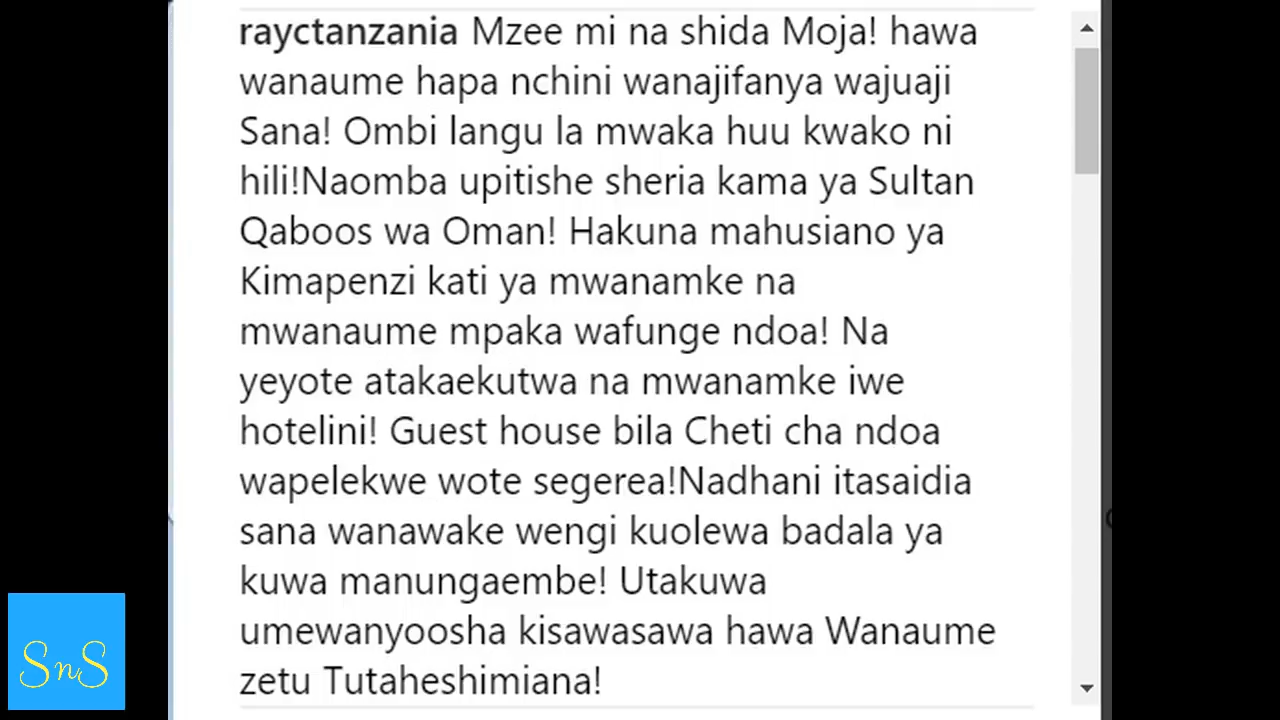 rayctanzania Mzee mi na shida Moja! hawa
wanaume hapa nchini wanajifanya wajuaji
Sana! Ombi langu la mwaka huu kwako ni
hili!Naomba upitishe sheria kama ya Sultan
Qaboos wa Oman! Hakuna mahusiano ya
Kimapenzi kati ya mwanamke na
mwanaume mpaka wafunge ndoa! Na
yeyote atakaekutwa na mwanamke iwe
hotelini! Guest house bila Cheti cha ndoa
wapelekwe wote segerea!Nadhani itasaidia
sana wanawake wengi kuolewa badala ya
kuwa manungaembe! Utakuwa
umewanyoosha kisawasawa hawa Wanaume
zetu Tutaheshimiana!
SnS